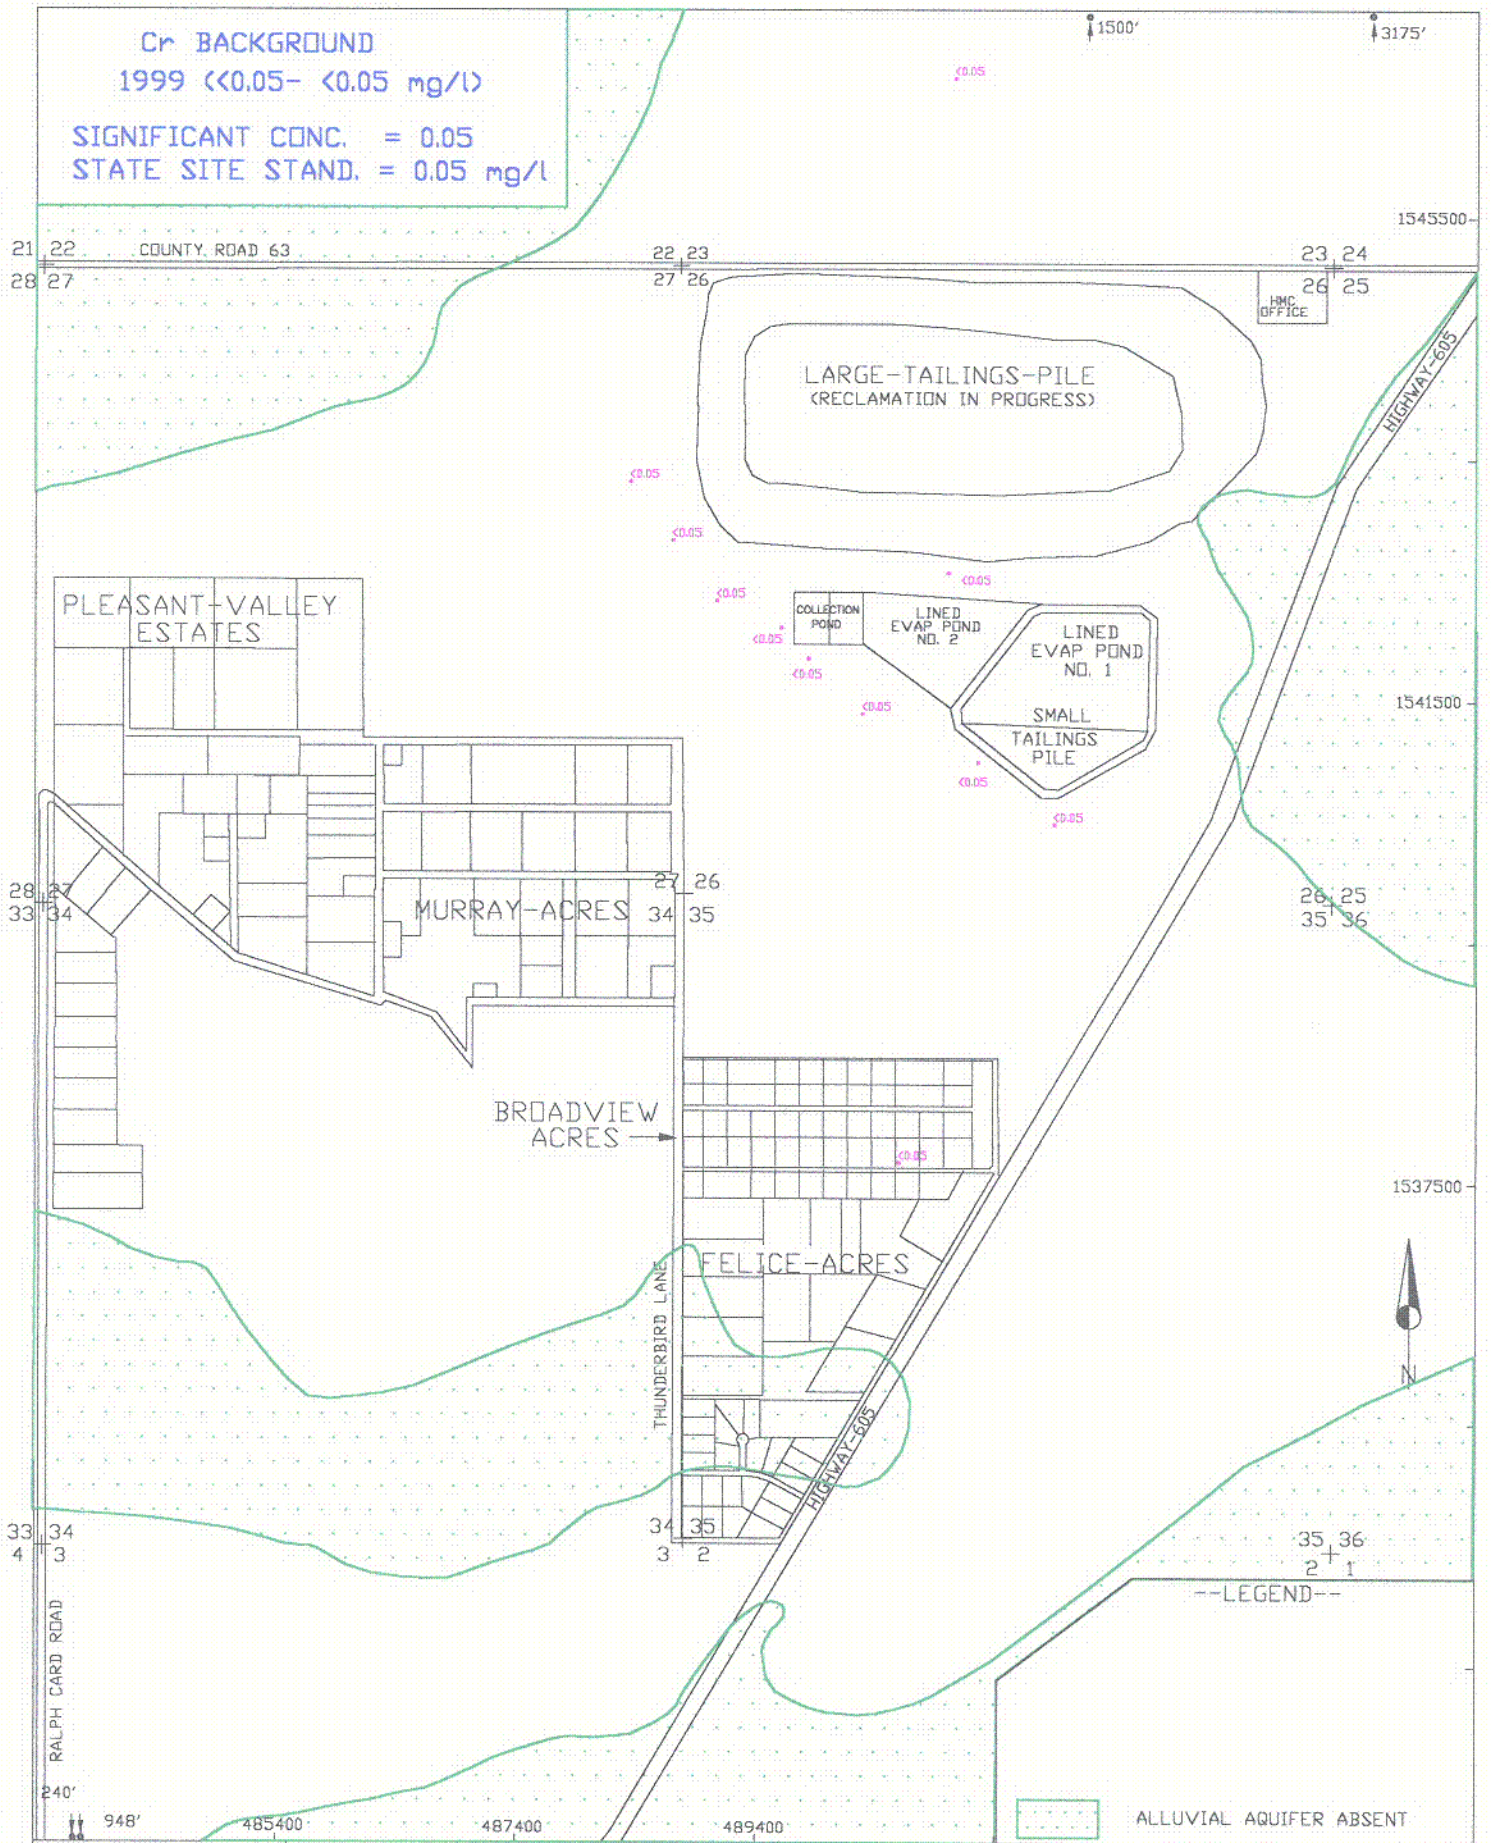 Cr BACKGROUND
1999 (<0.05- <0.05 mg/l)
SIGNIFICANT CONC. = 0.05
STATE SITE STAND. = 0.05 mg/l
1500'
3175'
<0.05
1545500
21 22
28 27
COUNTY ROAD 63
22 23
27 26
23 24
26 25
HMC
OFFICE
HIGHWAY-605
LARGE-TAILINGS-PILE
(RECLAMATION IN PROGRESS)
<0.05
<0.05
<0.05
<0.05
COLLECTION
POND
LINED
EVAP POND
NO. 2
LINED
EVAP POND
NO. 1
<0.05
<0.05
<0.05
SMALL
TAILINGS
PILE
1541500
<0.05
<0.05
PLEASANT-VALLEY
ESTATES
28 27
33 34
MURRAY-ACRES
27 26
34 35
26 25
35 36
BROADVIEW
ACRES
<0.05
1537500
FELICE-ACRES
THUNDERBIRD LANE
N
HIGHWAY-605
33 34
4 3
34 35
3 2
35 36
2 1
--LEGEND--
RALPH CARD ROAD
240'
948'
485400
487400
489400
ALLUVIAL AQUIFER ABSENT